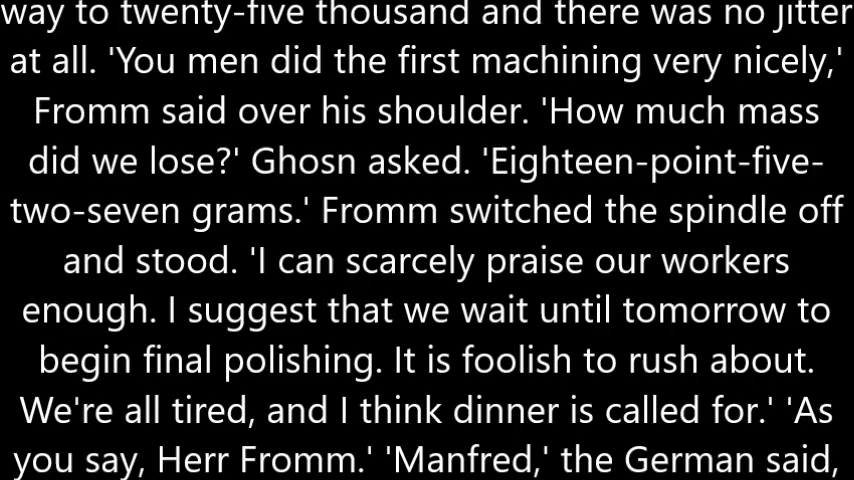 way to twenty-five thousand and there was no jitter
at all. 'You men did the first machining very nicely,'
Fromm said over his shoulder. 'How much mass
did we lose?' Ghosn asked. 'Eighteen-point-five-
two-seven grams.' Fromm switched the spindle off
and stood. 'I can scarcely praise our workers
enough. I suggest that we wait until tomorrow to
begin final polishing. It is foolish to rush about.
We're all tired, and I think dinner is called for.' 'As
you say, Herr Fromm.' 'Manfred,' the German said,